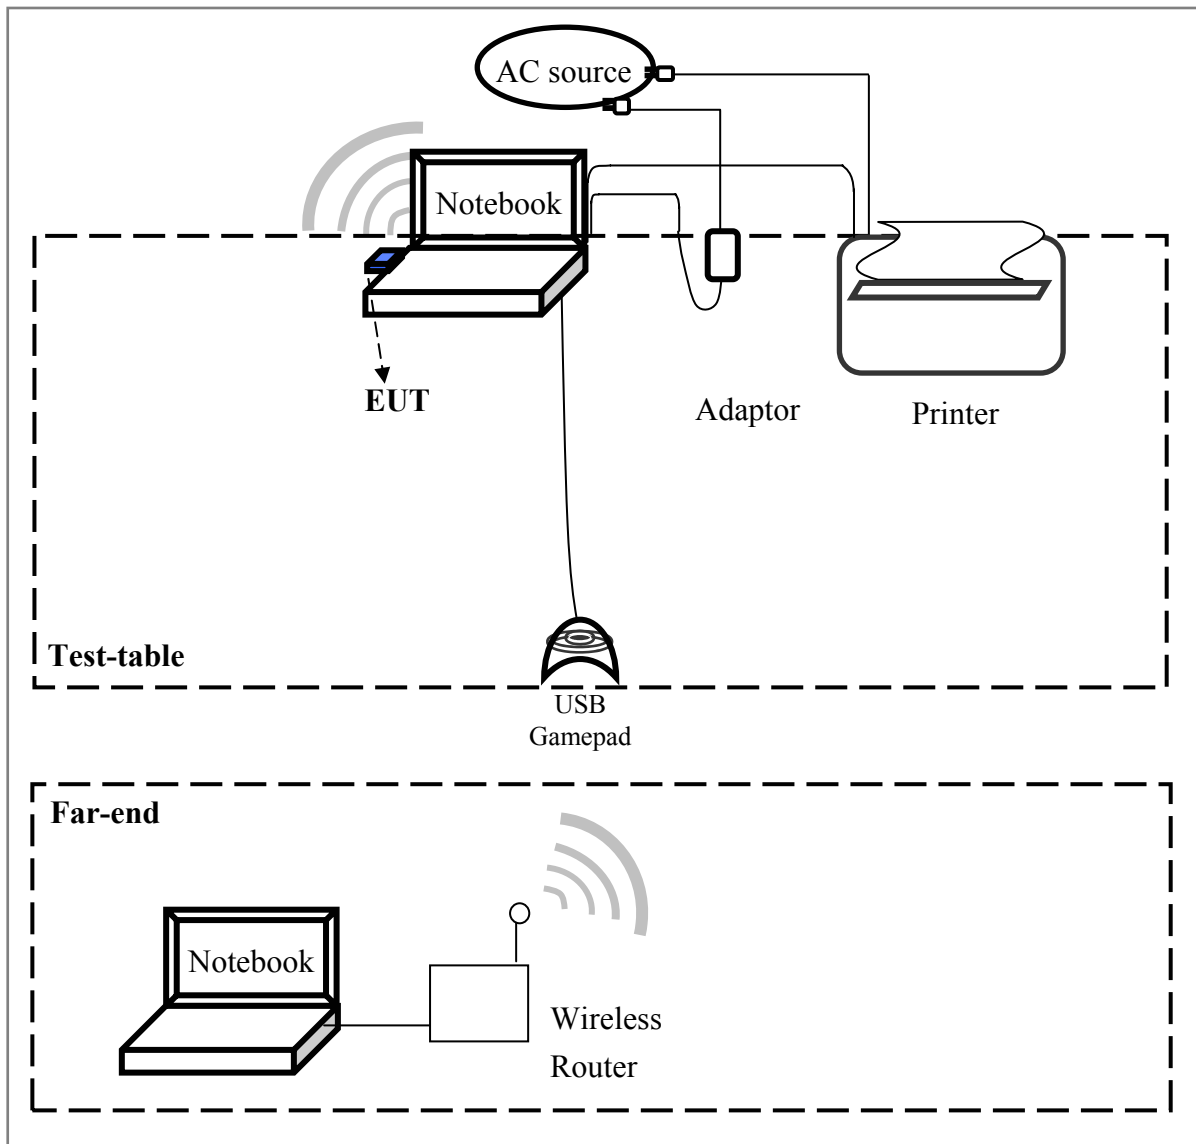 AC source
Notebook
EUT
Adaptor
Printer
Test-table
USB
Gamepad
Far-end
Notebook
Wireless
Router